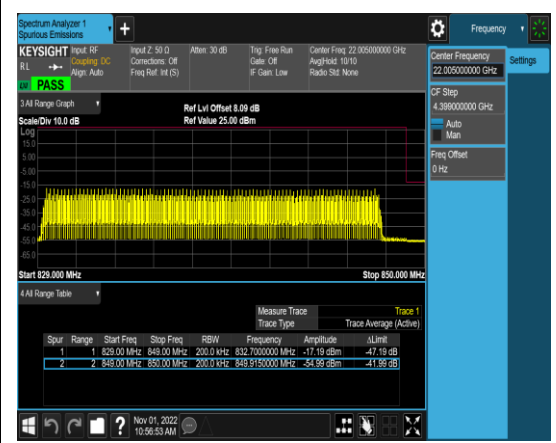 Spectrum Analyzer 1
Spurious Emissions
Frequency
KEYSIGHT Input: RF Input Z: 50 Ω Atten: 30 dB Trig: Free Run Center Freq: 22.005000000 GHz
RL Coupling: DC Corrections: Off Gate: Off Avg|Hold: 10/10
Align: Auto Freq Ref: Int (S) IF Gain: Low Radio Std: None
LXI PASS
Center Frequency
22.005000000 GHz
Settings
CF Step
4.399000000 GHz
Auto
Man
Freq Offset
0 Hz
3 All Range Graph
Ref Lvl Offset 8.09 dB
Scale/Div 10.0 dB Ref Value 25.00 dBm
Log
15.0
5.00
-5.00
-15.0
-25.0
-35.0
-45.0
-55.0
-65.0
Start 829.000 MHz Stop 850.000 MHz
4 All Range Table
Measure Trace Trace 1
Trace Type Trace Average (Active)
Spur Range Start Freq Stop Freq RBW Frequency Amplitude ΔLimit
1 1 829.00 MHz 849.00 MHz 200.0 kHz 832.7000000 MHz -17.19 dBm -47.19 dB
2 2 849.00 MHz 850.00 MHz 200.0 kHz 849.9150000 MHz -54.99 dBm -41.99 dB
? Nov 01, 2022
10:56:53 AM